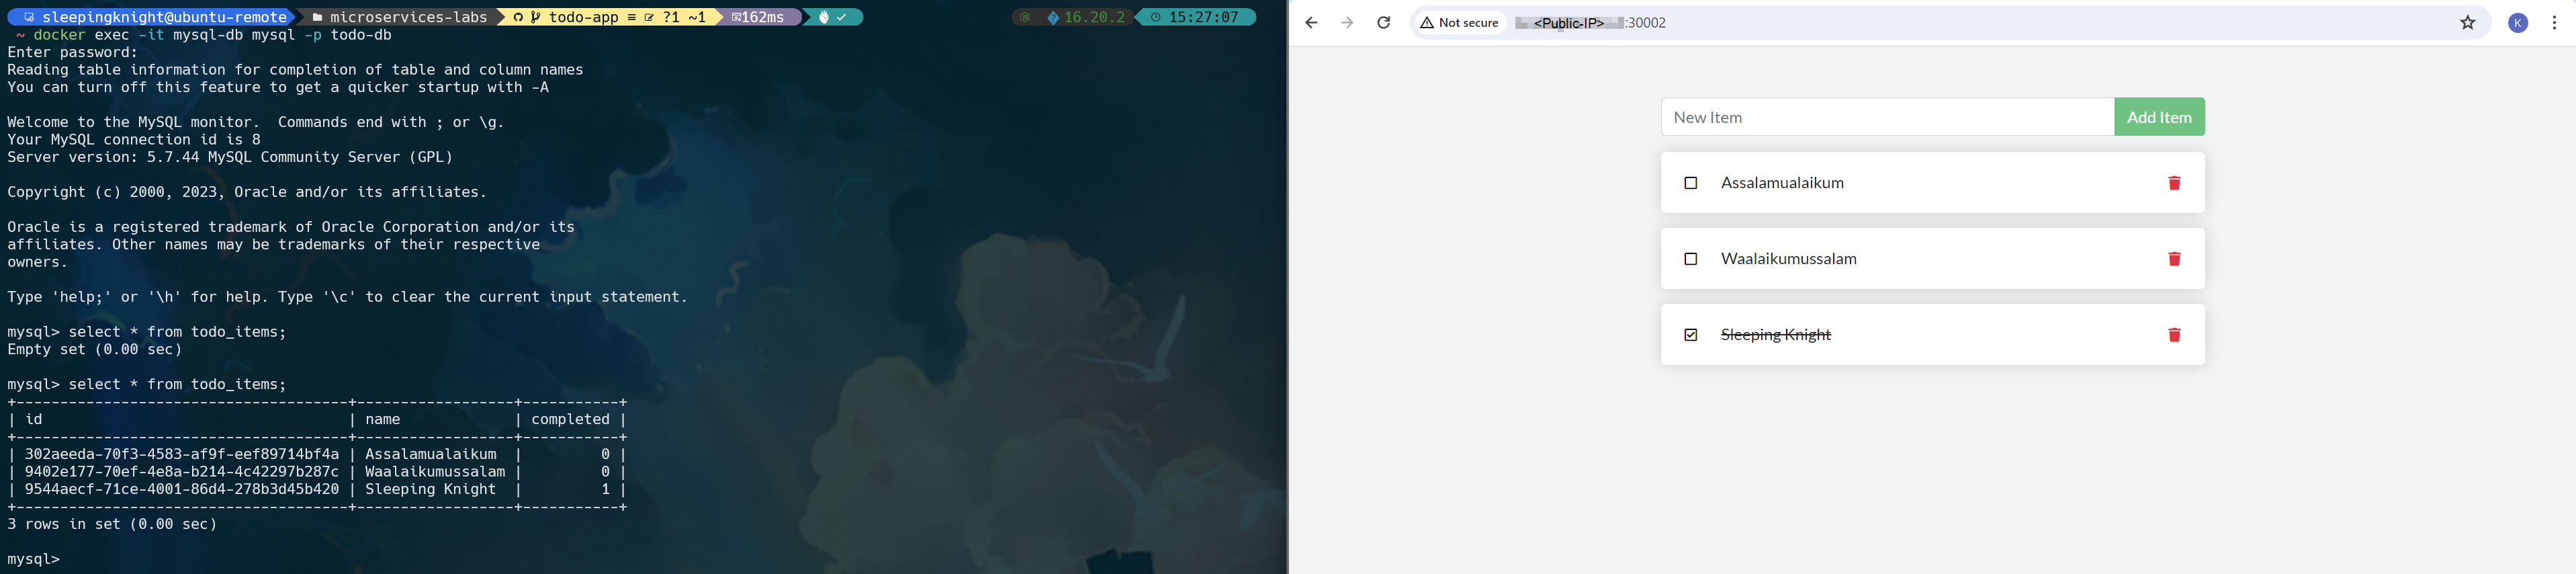 sleepingknight@ubuntu-remote microservices-labs todo-app ≡ ?1 ~1 162ms 16.20.2 15:27:07
~ docker exec -it mysql-db mysql -p todo-db
Enter password:
Reading table information for completion of table and column names
You can turn off this feature to get a quicker startup with -A
Welcome to the MySQL monitor.  Commands end with ; or \g.
Your MySQL connection id is 8
Server version: 5.7.44 MySQL Community Server (GPL)
Copyright (c) 2000, 2023, Oracle and/or its affiliates.
Oracle is a registered trademark of Oracle Corporation and/or its
affiliates. Other names may be trademarks of their respective
owners.
Type 'help;' or '\h' for help. Type '\c' to clear the current input statement.
mysql> select * from todo_items;
Empty set (0.00 sec)
mysql> select * from todo_items;
+--------------------------------------+------------------+-----------+
| id                                   | name             | completed |
+--------------------------------------+------------------+-----------+
| 302aeeda-70f3-4583-af9f-eef89714bf4a | Assalamualaikum  |         0 |
| 9402e177-70ef-4e8a-b214-4c42297b287c | Waalaikumussalam |         0 |
| 9544aecf-71ce-4001-86d4-278b3d45b420 | Sleeping Knight  |         1 |
+--------------------------------------+------------------+-----------+
3 rows in set (0.00 sec)
mysql>
Not secure <Public-IP>:30002
K
New Item
Add Item
Assalamualaikum
Waalaikumussalam
Sleeping Knight